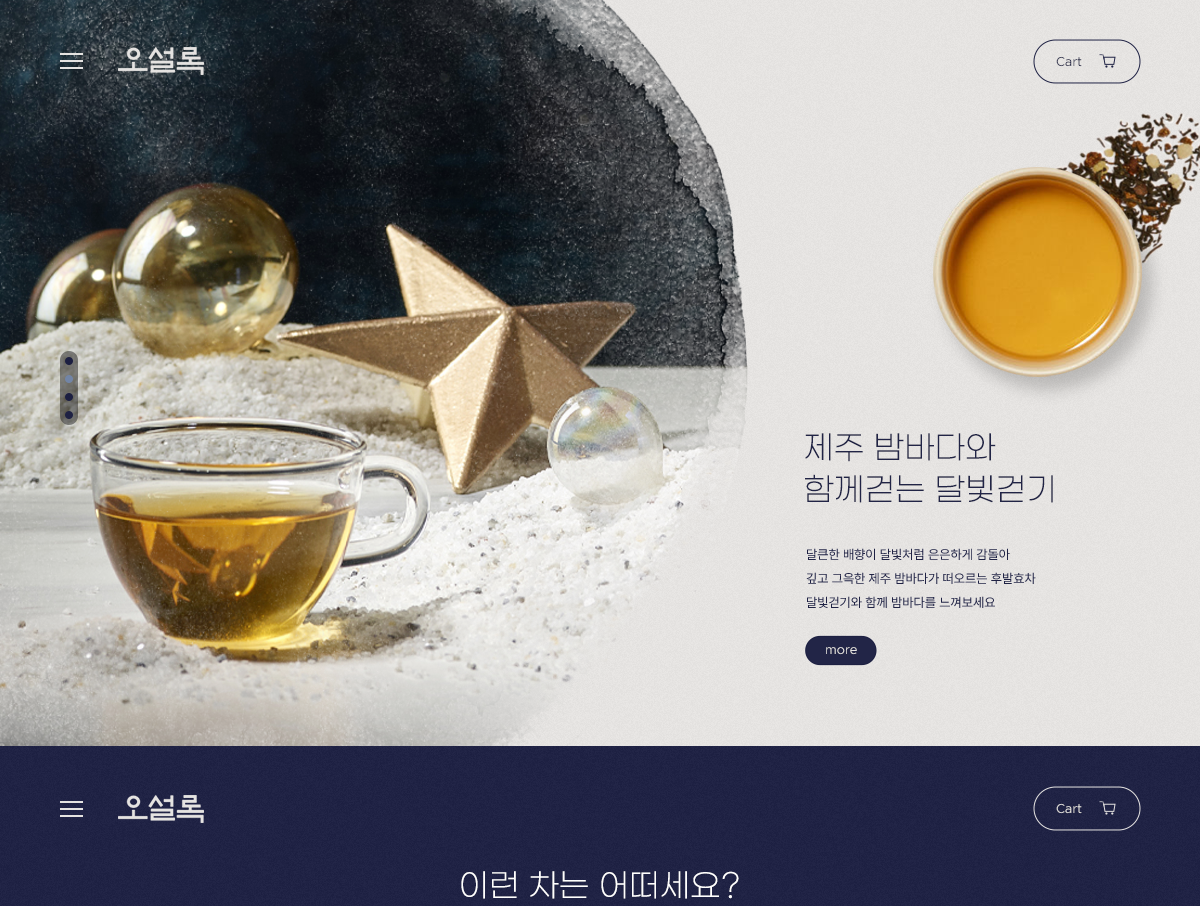 오설록
Cart
제주 밤바다와
함께걷는 달빛걷기
달큰한 배향이 달빛처럼 은은하게 감돌아
깊고 그윽한 제주 밤바다가 떠오르는 후발효차
달빛걷기와 함께 밤바다를 느껴보세요
more
오설록
Cart
이런 차는 어떠세요?